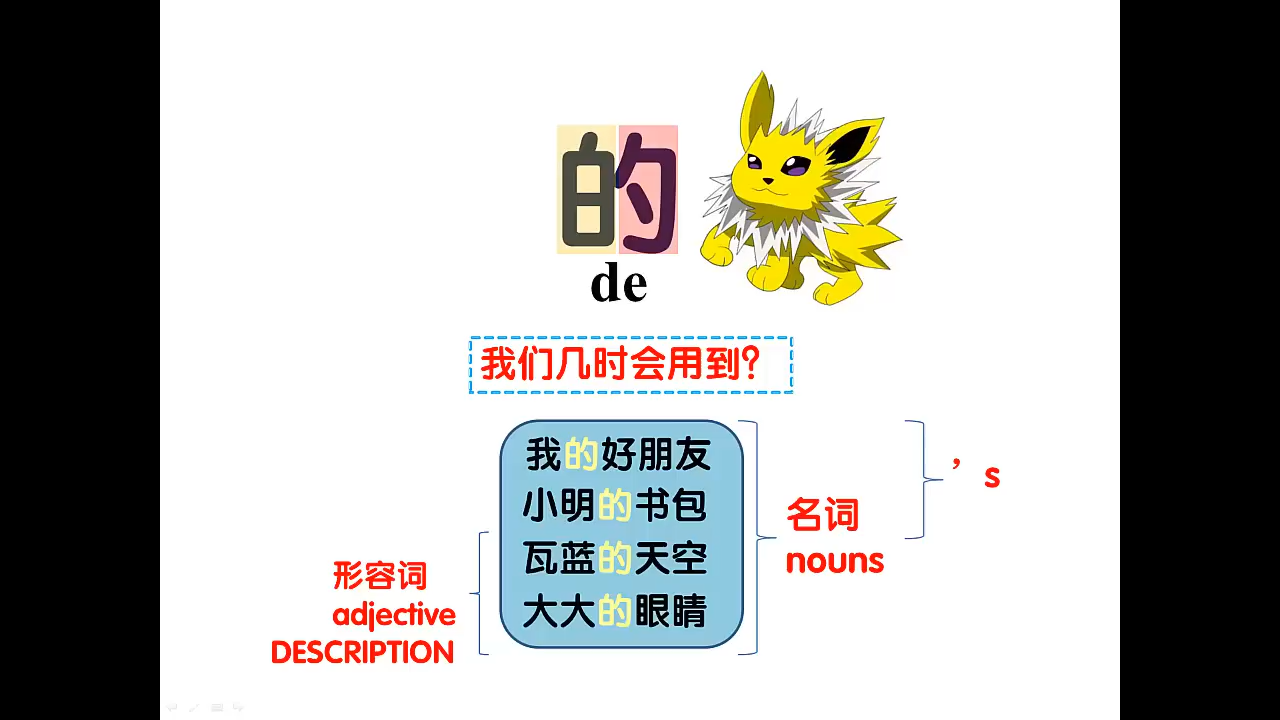 的
de
我们几时会用到?
我的好朋友
小明的书包
瓦蓝的天空
大大的眼睛
形容词
adjective
DESCRIPTION
名词
nouns
’s